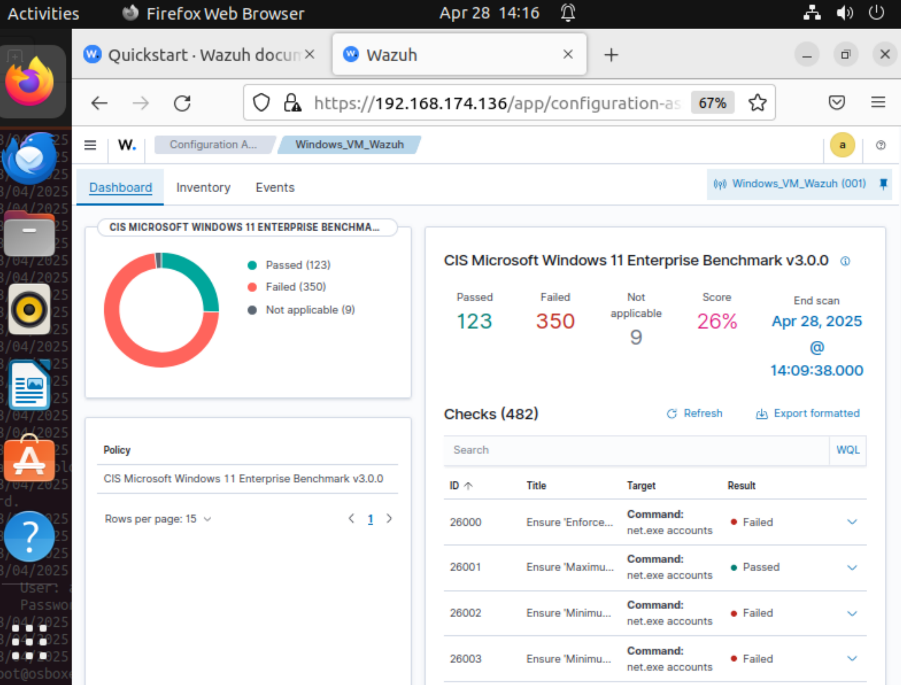 Activities
Firefox Web Browser
Apr 28 14:16
Quickstart · Wazuh docum
Wazuh
https://192.168.174.136/app/configuration-as
67%
W.
Configuration A...
Windows_VM_Wazuh
a
Dashboard
Inventory
Events
Windows_VM_Wazuh (001)
CIS MICROSOFT WINDOWS 11 ENTERPRISE BENCHMA...
Passed (123)
Failed (350)
Not applicable (9)
CIS Microsoft Windows 11 Enterprise Benchmark v3.0.0
Passed
123
Failed
350
Not applicable
9
Score
26%
End scan
Apr 28, 2025
@
14:09:38.000
Policy
CIS Microsoft Windows 11 Enterprise Benchmark v3.0.0
Rows per page: 15
1
Checks (482)
Refresh
Export formatted
Search
WQL
ID
Title
Target
Result
26000
Ensure 'Enforce...
Command:
net.exe accounts
Failed
26001
Ensure 'Maximu...
Command:
net.exe accounts
Passed
26002
Ensure 'Minimu...
Command:
net.exe accounts
Failed
26003
Ensure 'Minimu...
Command:
net.exe accounts
Failed